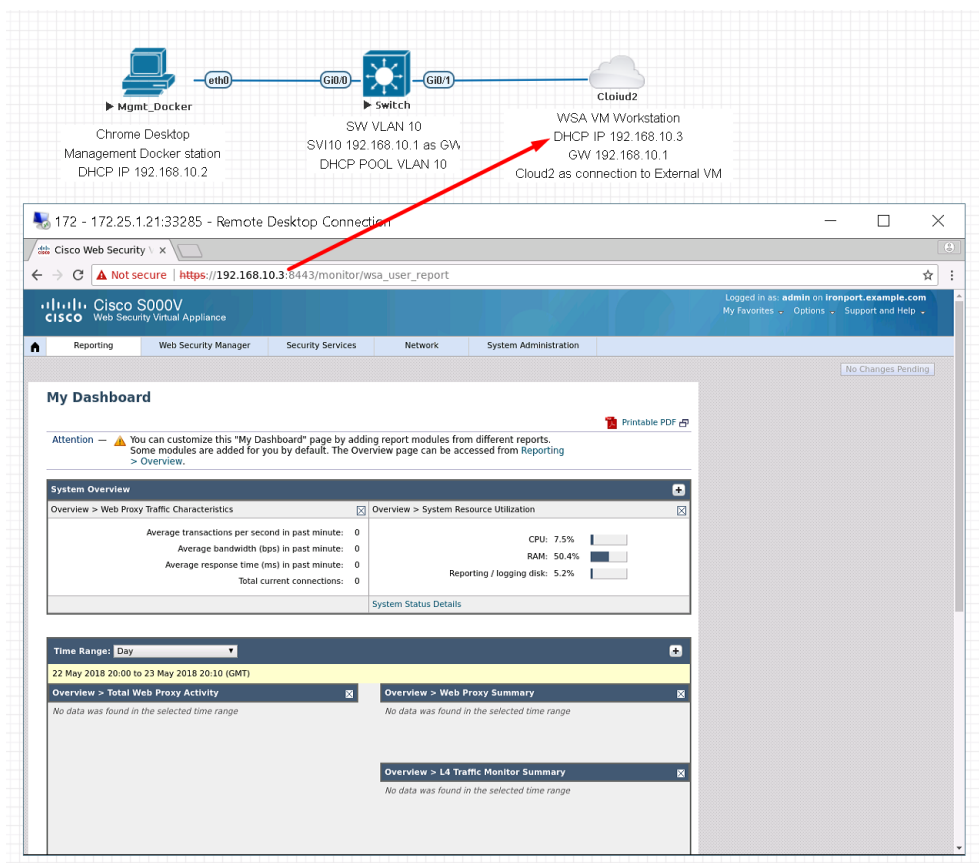 eth0
Gi0/0
Gi0/1
Mgmt_Docker
Switch
Cloiud2
Chrome Desktop
Management Docker station
DHCP IP 192.168.10.2
SW VLAN 10
SVI10 192.168.10.1 as GW
DHCP POOL VLAN 10
WSA VM Workstation
DHCP IP 192.168.10.3
GW 192.168.10.1
Cloud2 as connection to External VM
172 - 172.25.1.21:33285 - Remote Desktop Connection
Cisco Web Security
Not secure | https://192.168.10.3:8443/monitor/wsa_user_report
CISCO
Cisco S000V
Web Security Virtual Appliance
Logged in as: admin on ironport.example.com
My Favorites Options Support and Help
Reporting Web Security Manager Security Services Network System Administration
No Changes Pending
My Dashboard
Printable PDF
Attention — You can customize this "My Dashboard" page by adding report modules from different reports.
Some modules are added for you by default. The Overview page can be accessed from Reporting
> Overview.
System Overview
Overview > Web Proxy Traffic Characteristics
Average transactions per second in past minute: 0
Average bandwidth (bps) in past minute: 0
Average response time (ms) in past minute: 0
Total current connections: 0
Overview > System Resource Utilization
CPU: 7.5%
RAM: 50.4%
Reporting / logging disk: 5.2%
System Status Details
Time Range: Day
22 May 2018 20:00 to 23 May 2018 20:10 (GMT)
Overview > Total Web Proxy Activity
No data was found in the selected time range
Overview > Web Proxy Summary
No data was found in the selected time range
Overview > L4 Traffic Monitor Summary
No data was found in the selected time range